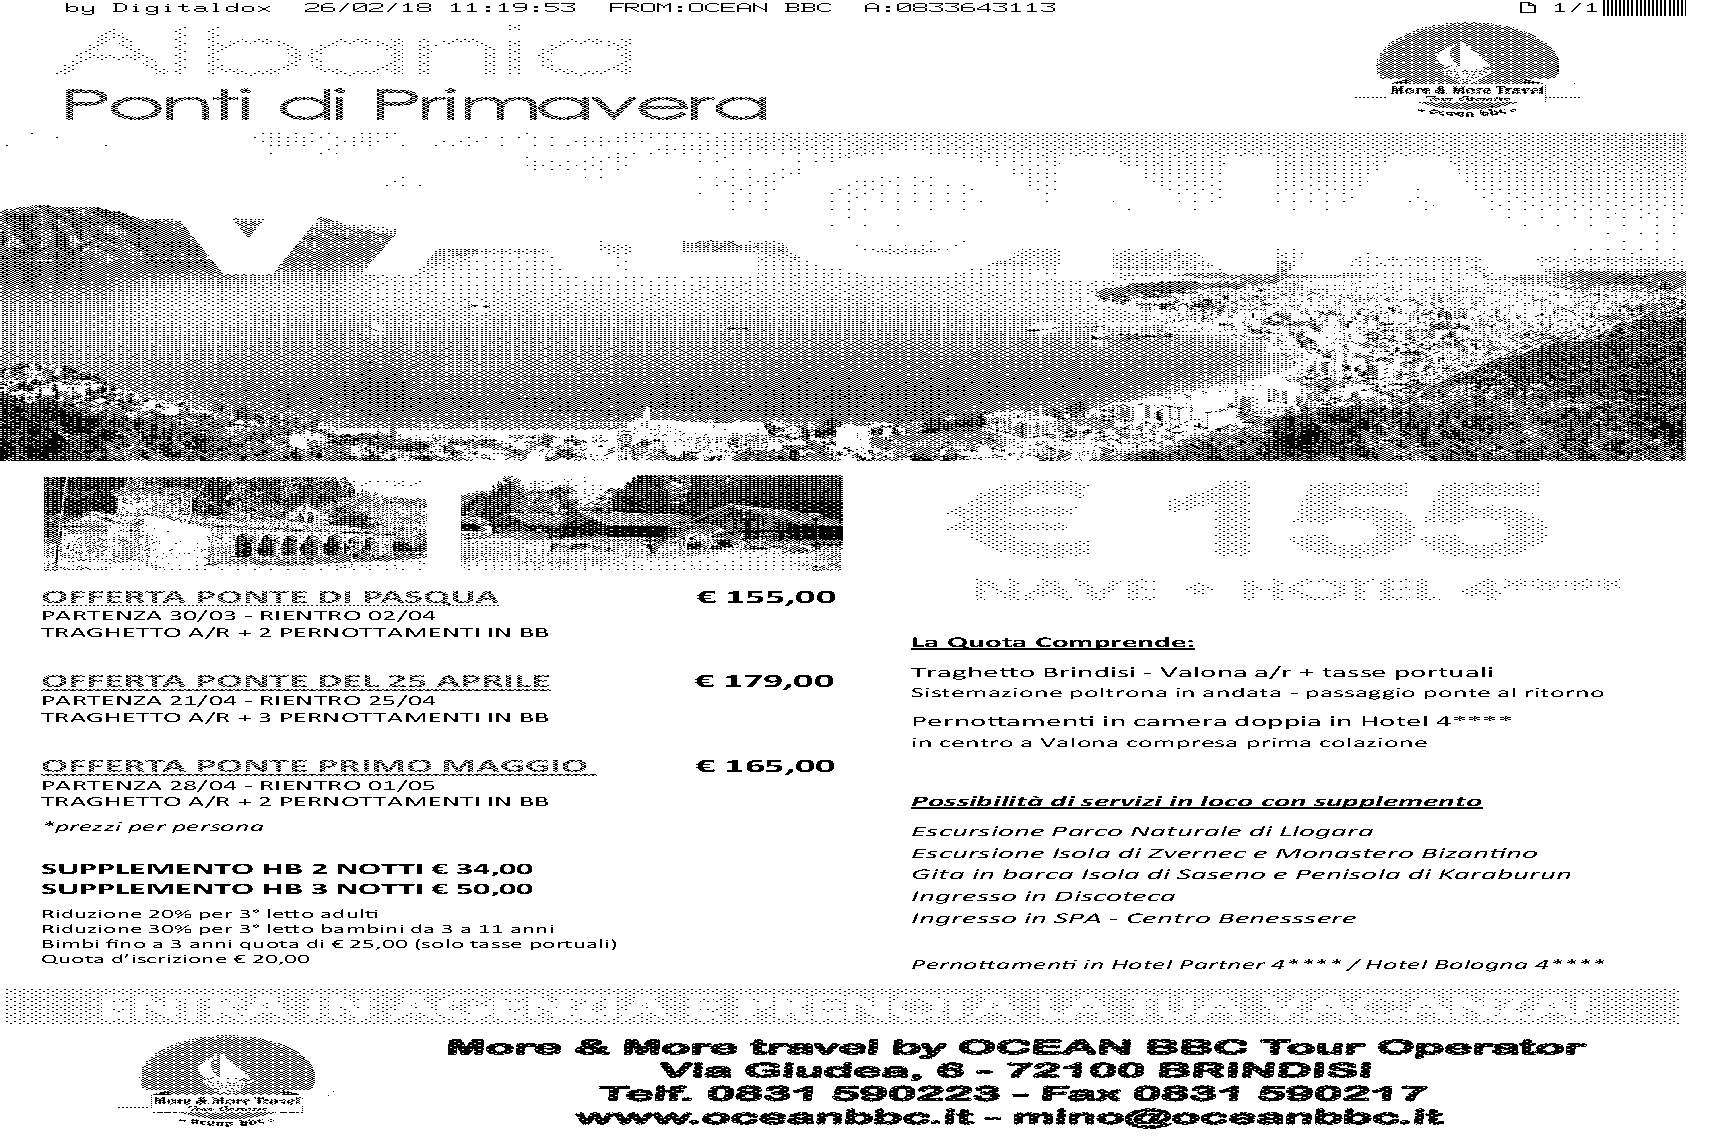 by Digitaldox 26/02/18 11:19:53 FROM:OCEAN BBC A:0833643113 1/1
Albania
Ponti di Primavera
More & More Travel
Tour Operator
- Ocean bbc -
VALONA
€ 155
NAVE + HOTEL 4****
OFFERTA PONTE DI PASQUA € 155,00
PARTENZA 30/03 - RIENTRO 02/04
TRAGHETTO A/R + 2 PERNOTTAMENTI IN BB
OFFERTA PONTE DEL 25 APRILE € 179,00
PARTENZA 21/04 - RIENTRO 25/04
TRAGHETTO A/R + 3 PERNOTTAMENTI IN BB
OFFERTA PONTE PRIMO MAGGIO € 165,00
PARTENZA 28/04 - RIENTRO 01/05
TRAGHETTO A/R + 2 PERNOTTAMENTI IN BB
*prezzi per persona
SUPPLEMENTO HB 2 NOTTI € 34,00
SUPPLEMENTO HB 3 NOTTI € 50,00
Riduzione 20% per 3° letto adulti
Riduzione 30% per 3° letto bambini da 3 a 11 anni
Bimbi fino a 3 anni quota di € 25,00 (solo tasse portuali)
Quota d'iscrizione € 20,00
La Quota Comprende:
Traghetto Brindisi - Valona a/r + tasse portuali
Sistemazione poltrona in andata - passaggio ponte al ritorno
Pernottamenti in camera doppia in Hotel 4****
in centro a Valona compresa prima colazione
Possibilità di servizi in loco con supplemento
Escursione Parco Naturale di Llogara
Escursione Isola di Zvernec e Monastero Bizantino
Gita in barca Isola di Saseno e Penisola di Karaburun
Ingresso in Discoteca
Ingresso in SPA - Centro Benesssere
Pernottamenti in Hotel Partner 4**** / Hotel Bologna 4****
ENTRA IN AGENZIA E PRENOTA LA TUA VACANZA!
More & More Travel
Tour Operator
- Ocean bbc -
More & More travel by OCEAN BBC Tour Operator
Via Giudea, 6 - 72100 BRINDISI
Telf. 0831 590223 - Fax 0831 590217
www.oceanbbc.it - mino@oceanbbc.it